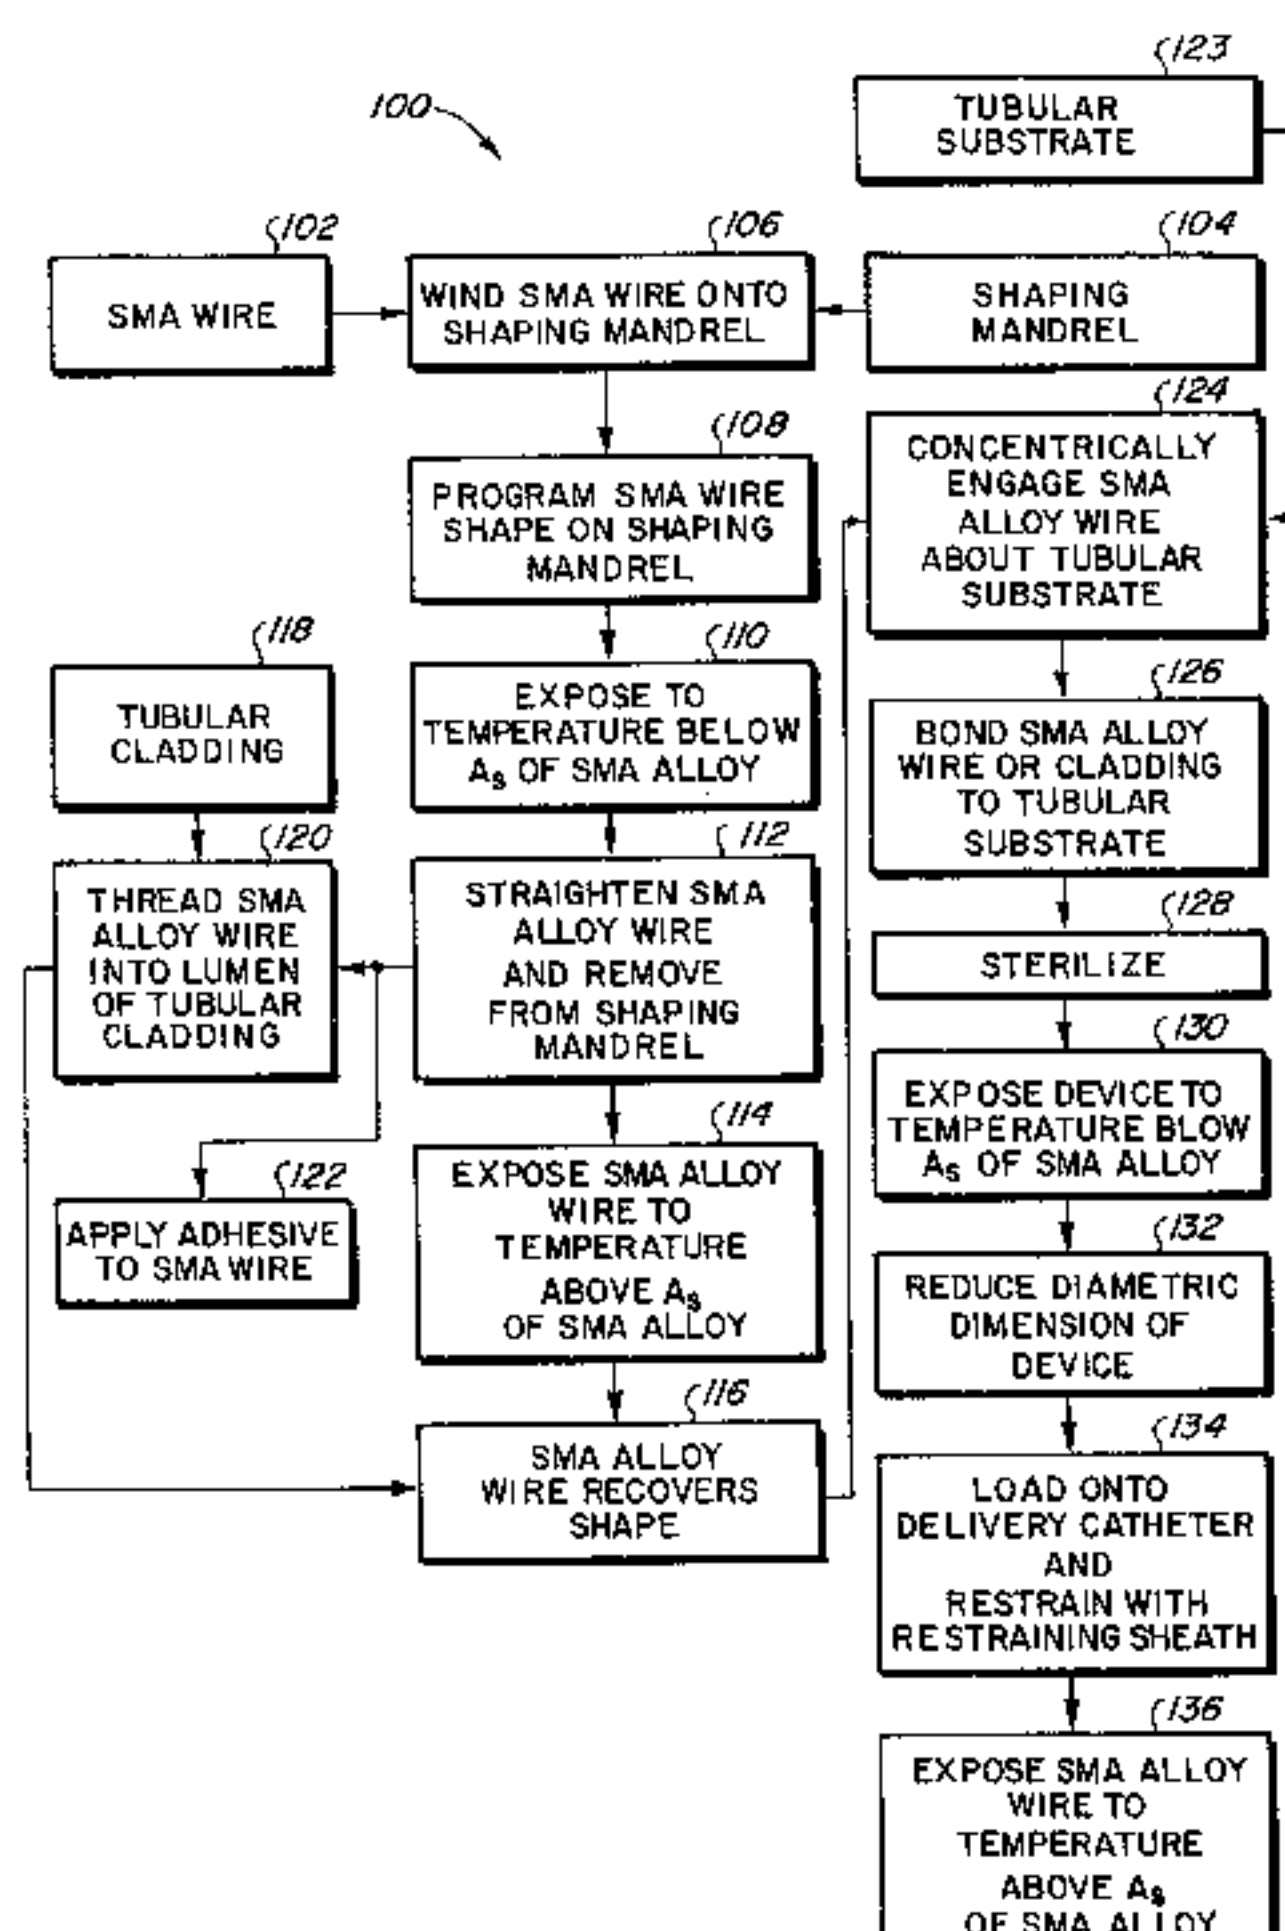 100
123
TUBULAR
SUBSTRATE
102
SMA WIRE
106
WIND SMA WIRE ONTO
SHAPING MANDREL
104
SHAPING
MANDREL
108
PROGRAM SMA WIRE
SHAPE ON SHAPING
MANDREL
110
EXPOSE TO
TEMPERATURE BELOW
As OF SMA ALLOY
112
STRAIGHTEN SMA
ALLOY WIRE
AND REMOVE
FROM SHAPING
MANDREL
114
EXPOSE SMA ALLOY
WIRE TO
TEMPERATURE
ABOVE As
OF SMA ALLOY
116
SMA ALLOY
WIRE RECOVERS
SHAPE
118
TUBULAR
CLADDING
120
THREAD SMA
ALLOY WIRE
INTO LUMEN
OF TUBULAR
CLADDING
122
APPLY ADHESIVE
TO SMA WIRE
124
CONCENTRICALLY
ENGAGE SMA
ALLOY WIRE
ABOUT TUBULAR
SUBSTRATE
126
BOND SMA ALLOY
WIRE OR CLADDING
TO TUBULAR
SUBSTRATE
128
STERILIZE
130
EXPOSE DEVICE TO
TEMPERATURE BLOW
As OF SMA ALLOY
132
REDUCE DIAMETRIC
DIMENSION OF
DEVICE
134
LOAD ONTO
DELIVERY CATHETER
AND
RESTRAIN WITH
RESTRAINING SHEATH
136
EXPOSE SMA ALLOY
WIRE TO
TEMPERATURE
ABOVE As
OF SMA ALLOY